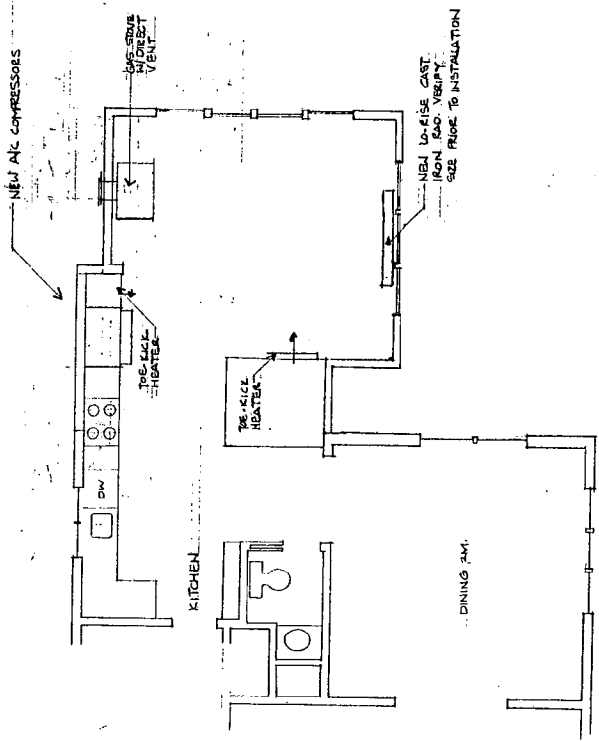 NEW A/C COMPRESSORS
GAS STOVE
W/ DIRECT
VENT
NEW LO-RISE CAST
IRON RAD. VERIFY
SIZE PRIOR TO INSTALLATION
TOE-KICK
HEATER
TOE-KICK
HEATER
DW
KITCHEN
DINING RM.